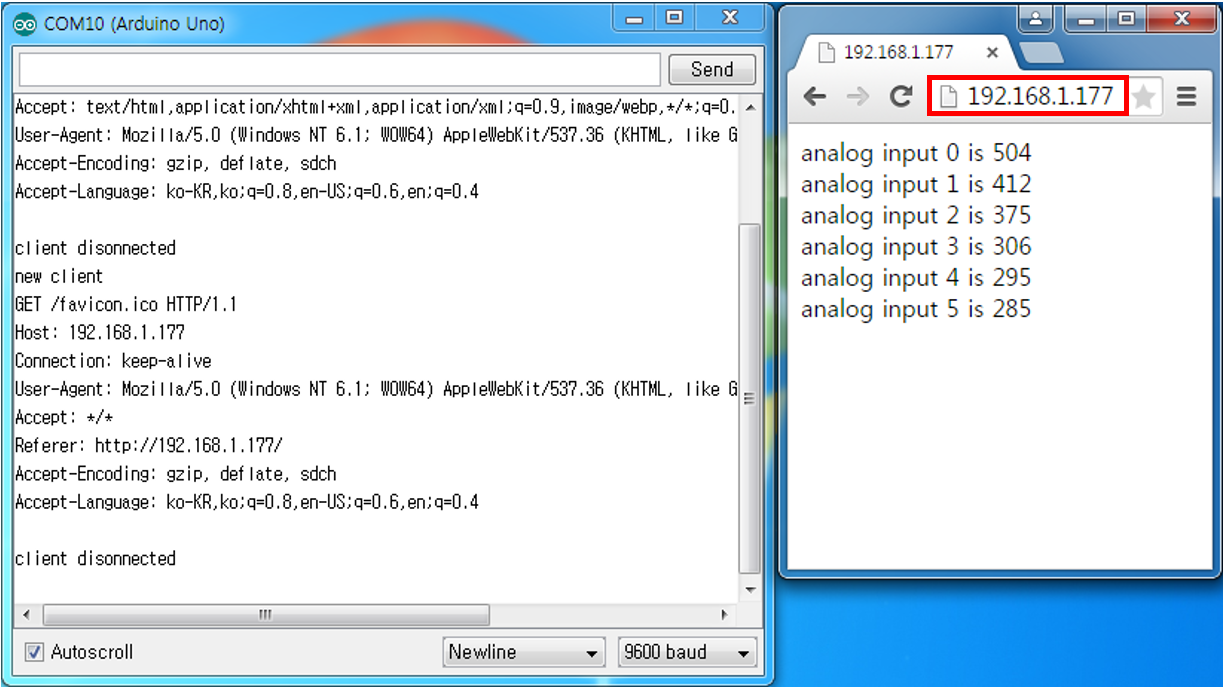 COM10 (Arduino Uno)
Send
Accept: text/html,application/xhtml+xml,application/xml;q=0.9,image/webp,*/*;q=0.
User-Agent: Mozilla/5.0 (Windows NT 6.1; WOW64) AppleWebKit/537.36 (KHTML, like G
Accept-Encoding: gzip, deflate, sdch
Accept-Language: ko-KR,ko;q=0.8,en-US;q=0.6,en;q=0.4
client disonnected
new client
GET /favicon.ico HTTP/1.1
Host: 192.168.1.177
Connection: keep-alive
User-Agent: Mozilla/5.0 (Windows NT 6.1; WOW64) AppleWebKit/537.36 (KHTML, like G
Accept: */*
Referer: http://192.168.1.177/
Accept-Encoding: gzip, deflate, sdch
Accept-Language: ko-KR,ko;q=0.8,en-US;q=0.6,en;q=0.4
client disonnected
Autoscroll
Newline
9600 baud
192.168.1.177
192.168.1.177
analog input 0 is 504
analog input 1 is 412
analog input 2 is 375
analog input 3 is 306
analog input 4 is 295
analog input 5 is 285